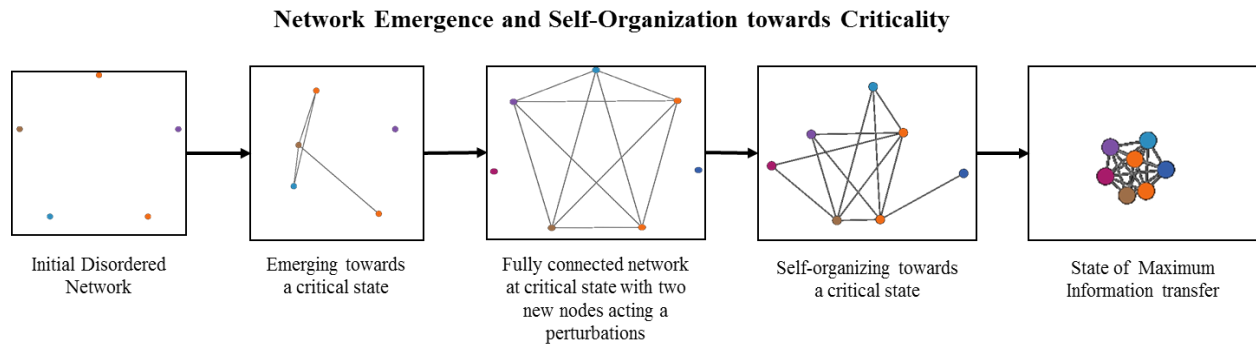 Network Emergence and Self-Organization towards Criticality
Initial Disordered
Network
Emerging towards
a critical state
Fully connected network
at critical state with two
new nodes acting a
perturbations
Self-organizing towards
a critical state
State of Maximum
Information transfer